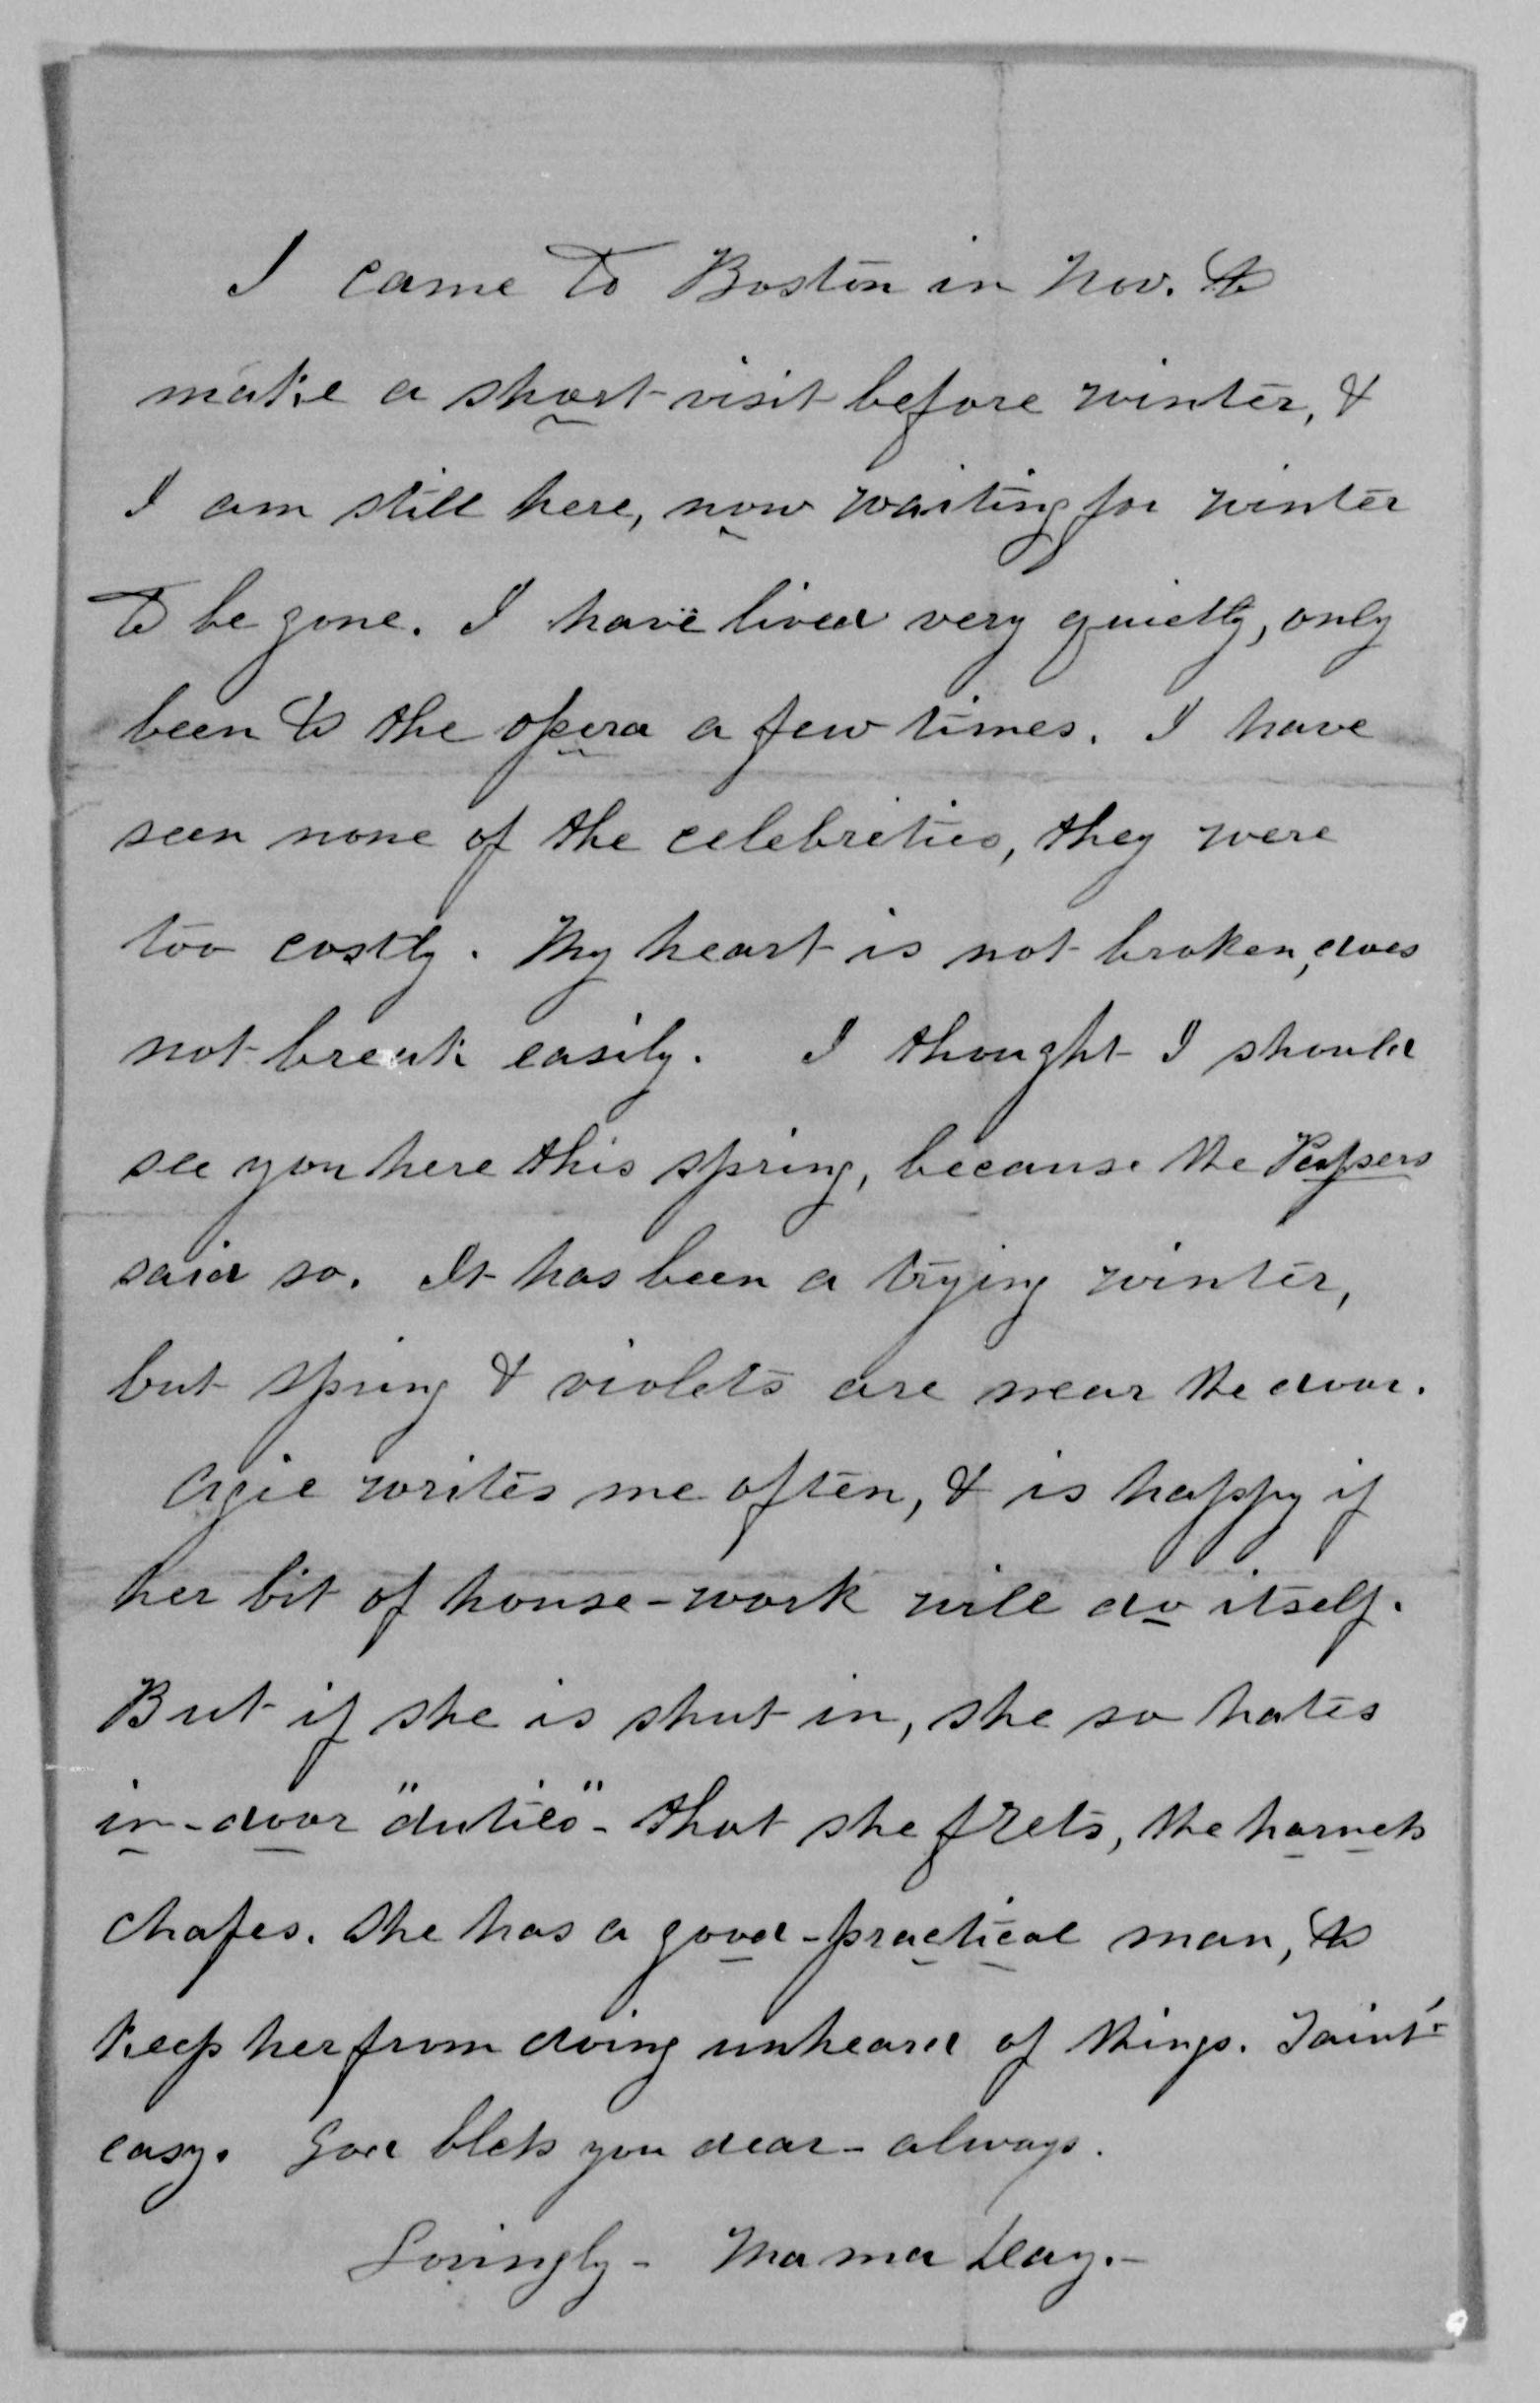 I came to Boston in Nov. to
make a short visit before winter, &
I am still here, now waiting for winter
to be gone. I have lived very quietly, only
been to the opera a few times. I have
seen none of the celebrities, they were
too costly. My heart is not broken, does
not break easily. I thought I should
see you here this spring, because the Papers
said so. It has been a trying winter,
but spring & violets are near the door.
Agie writes me often, & is happy if
her bit of house-work will do itself.
But if she is shut in, she so hates
in-door "duties" - that she frets, the harness
chafes. She has a good-practical man, to
keep her from doing unheard of things. Taint
easy. God bless you dear - always.
Lovingly - Mama Day.-